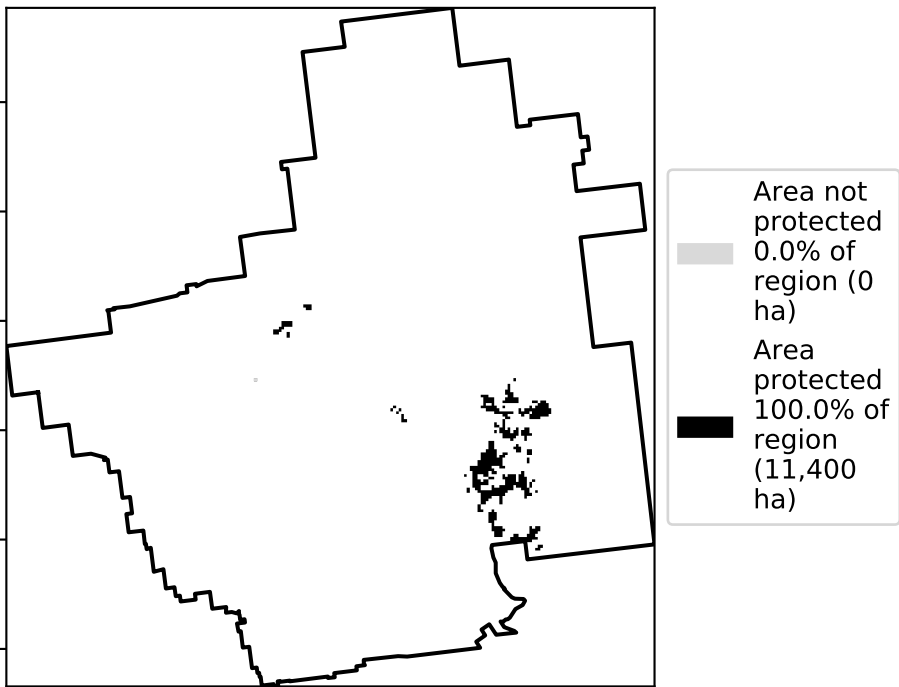 Area not
protected
0.0% of
region (0
ha)
Area
protected
100.0% of
region
(11,400
ha)